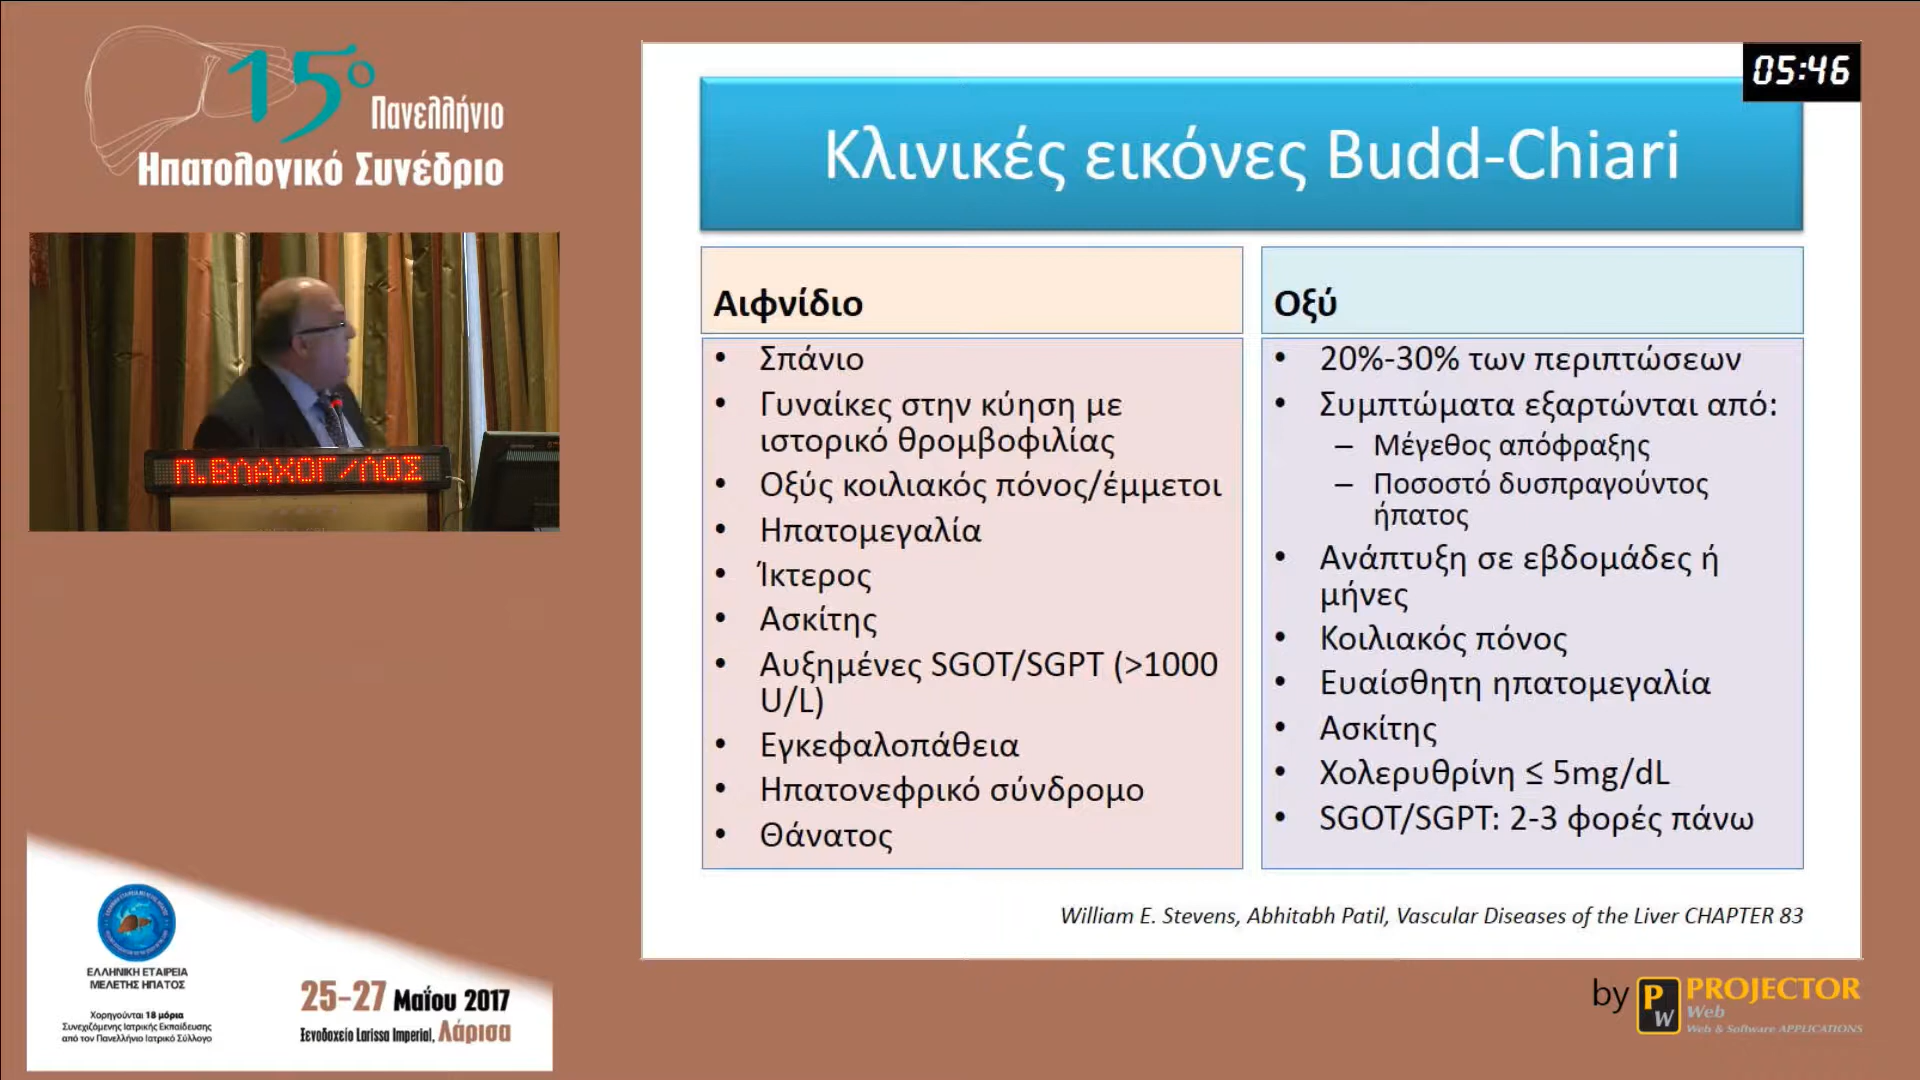 15ο
Πανελλήνιο
Ηπατολογικό Συνέδριο
Π.ΒΛΑΧΟΓ/ΛΟΣ
ΕΛΛΗΝΙΚΗ ΕΤΑΙΡΕΙΑ
ΜΕΛΕΤΗΣ ΗΠΑΤΟΣ
Χορηγούνται 18 μόρια
Συνεχιζόμενης Ιατρικής Εκπαίδευσης
από τον Πανελλήνιο Ιατρικό Σύλλογο
25-27 Μαΐου 2017
Ξενοδοχείο Larissa Imperial, Λάρισα
05:46
Κλινικές εικόνες Budd-Chiari
Αιφνίδιο
• Σπάνιο
• Γυναίκες στην κύηση με
ιστορικό θρομβοφιλίας
• Οξύς κοιλιακός πόνος/έμμετοι
• Ηπατομεγαλία
• Ίκτερος
• Ασκίτης
• Αυξημένες SGOT/SGPT (>1000
U/L)
• Εγκεφαλοπάθεια
• Ηπατονεφρικό σύνδρομο
• Θάνατος
Οξύ
• 20%-30% των περιπτώσεων
• Συμπτώματα εξαρτώνται από:
– Μέγεθος απόφραξης
– Ποσοστό δυσπραγούντος
ήπατος
• Ανάπτυξη σε εβδομάδες ή
μήνες
• Κοιλιακός πόνος
• Ευαίσθητη ηπατομεγαλία
• Ασκίτης
• Χολερυθρίνη ≤ 5mg/dL
• SGOT/SGPT: 2-3 φορές πάνω
William E. Stevens, Abhitabh Patil, Vascular Diseases of the Liver CHAPTER 83
by PW PROJECTOR
Web
Web & Software APPLICATIONS